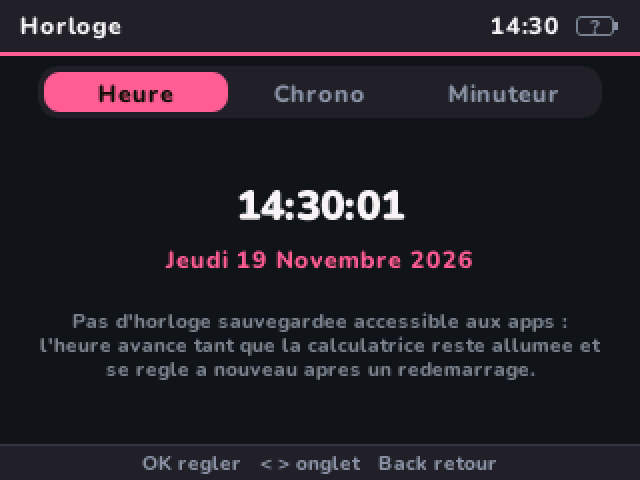 Horloge 14:30 ?
Heure Chrono Minuteur
14:30:01
Jeudi 19 Novembre 2026
Pas d'horloge sauvegardee accessible aux apps :
l'heure avance tant que la calculatrice reste allumee et
se regle a nouveau apres un redemarrage.
OK regler < > onglet Back retour